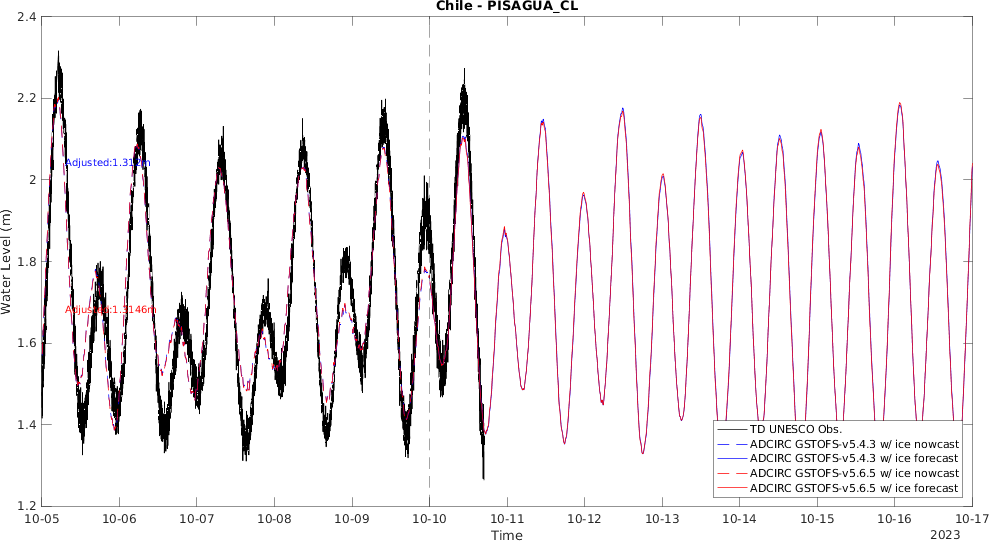 Chile - PISAGUA_CL
2.4
2.2
2
1.8
1.6
1.4
1.2
Water Level (m)
Adjusted:1.312m
Adjusted:1.3146m
TD UNESCO Obs.
ADCIRC GSTOFS-v5.4.3 w/ ice nowcast
ADCIRC GSTOFS-v5.4.3 w/ ice forecast
ADCIRC GSTOFS-v5.6.5 w/ ice nowcast
ADCIRC GSTOFS-v5.6.5 w/ ice forecast
10-05 10-06 10-07 10-08 10-09 10-10 10-11 10-12 10-13 10-14 10-15 10-16 10-17
Time
2023